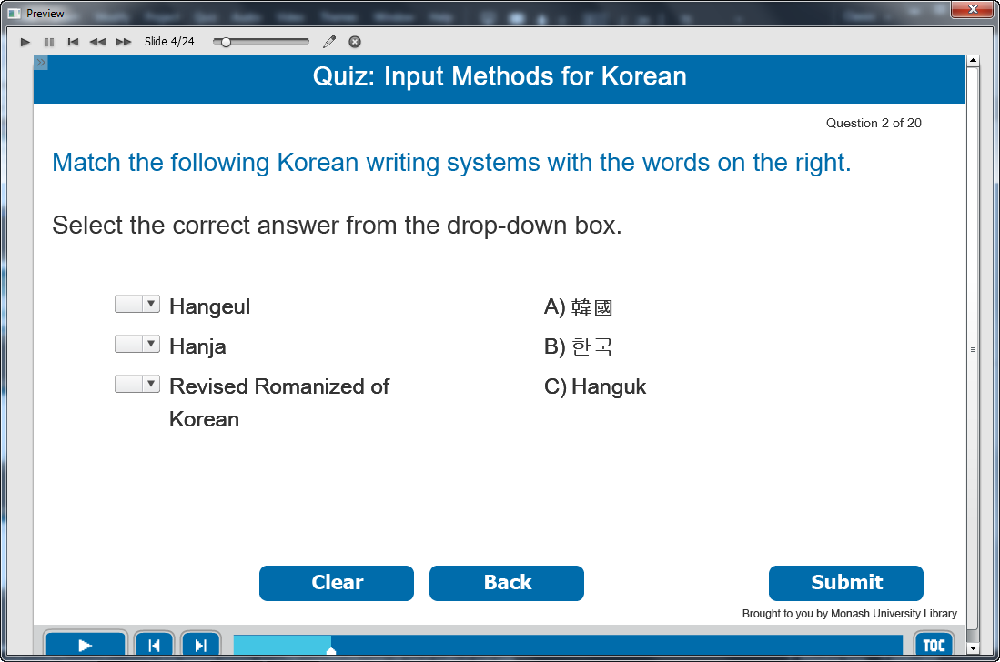 Preview
Slide 4/24
Quiz: Input Methods for Korean
Question 2 of 20
Match the following Korean writing systems with the words on the right.
Select the correct answer from the drop-down box.
Hangeul
A) 韓國
Hanja
B) 한국
Revised Romanized of
Korean
C) Hanguk
Clear
Back
Submit
Brought to you by Monash University Library
TOC